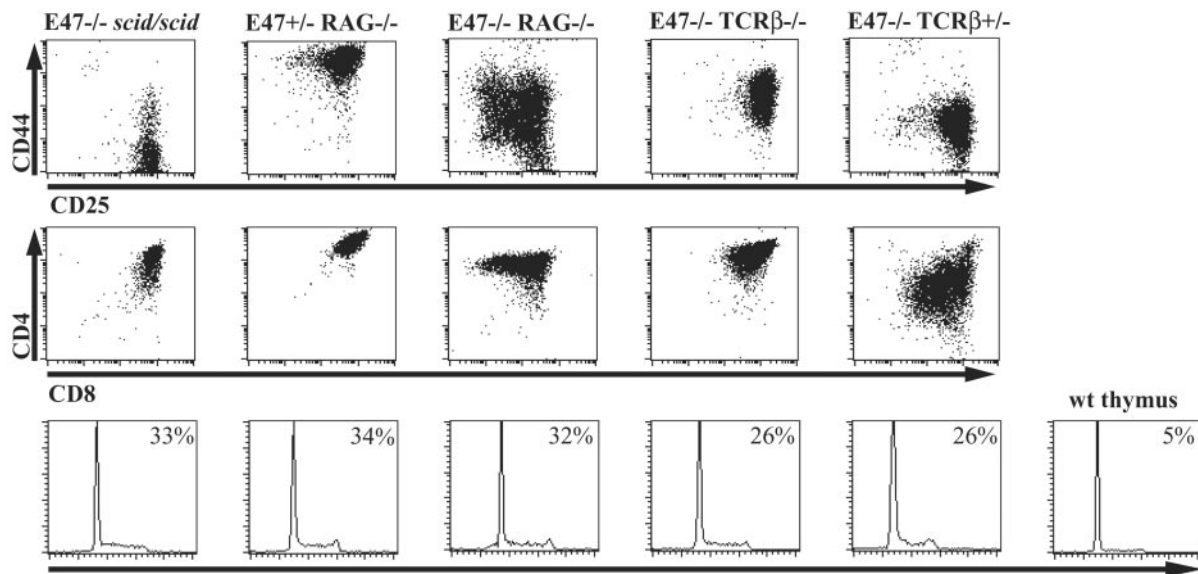 E47-/- scid/scid E47+/- RAG-/- E47-/- RAG-/- E47-/- TCRβ-/- E47-/- TCRβ+/-
CD44
CD25
CD4
CD8
wt thymus
33% 34% 32% 26% 26% 5%